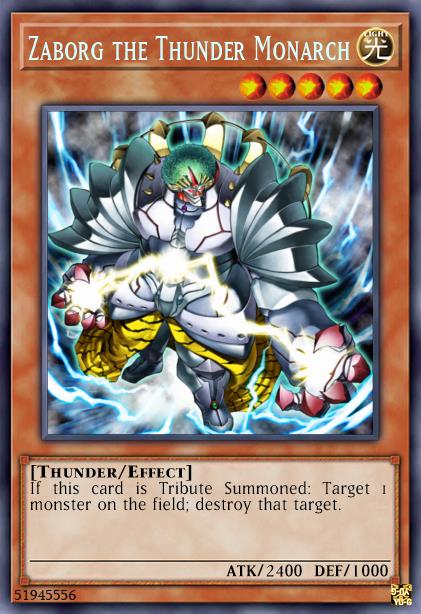 ZABORG THE THUNDER MONARCH
LIGHT
光
[THUNDER/EFFECT]
If this card is Tribute Summoned: Target 1
monster on the field; destroy that target.
ATK/2400 DEF/1000
51945556